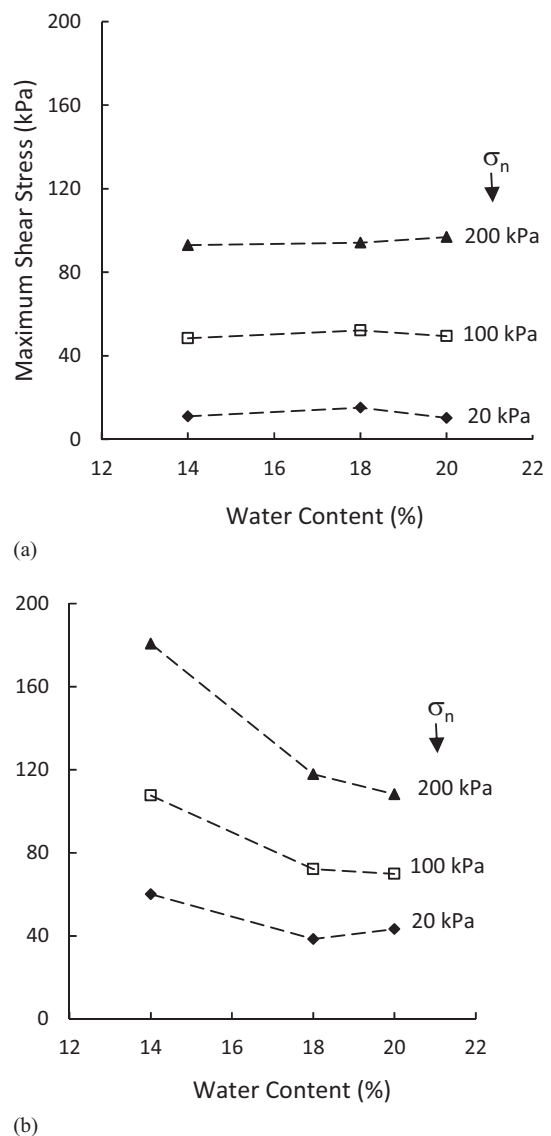 200
160
120
80
40
0
Maximum Shear Stress (kPa)
σn
200 kPa
100 kPa
20 kPa
12 14 16 18 20 22
Water Content (%)
(a)
200
160
120
80
40
0
σn
200 kPa
100 kPa
20 kPa
12 14 16 18 20 22
Water Content (%)
(b)